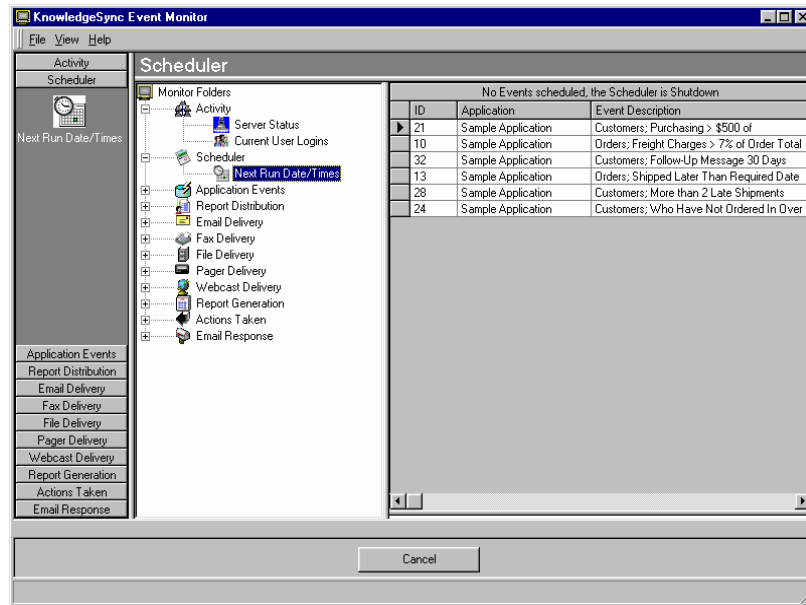 KnowledgeSync Event Monitor
File View Help
Activity
Scheduler
Next Run Date/Times
Application Events
Report Distribution
Email Delivery
Fax Delivery
File Delivery
Pager Delivery
Webcast Delivery
Report Generation
Actions Taken
Email Response
Scheduler
Monitor Folders
Activity
Server Status
Current User Logins
Scheduler
Next Run Date/Times
Application Events
Report Distribution
Email Delivery
Fax Delivery
File Delivery
Pager Delivery
Webcast Delivery
Report Generation
Actions Taken
Email Response
No Events scheduled, the Scheduler is Shutdown
ID Application Event Description
21 Sample Application Customers; Purchasing > $500 of
10 Sample Application Orders; Freight Charges > 7% of Order Total
32 Sample Application Customers; Follow-Up Message 30 Days
13 Sample Application Orders; Shipped Later Than Required Date
28 Sample Application Customers; More than 2 Late Shipments
24 Sample Application Customers; Who Have Not Ordered In Over
Cancel